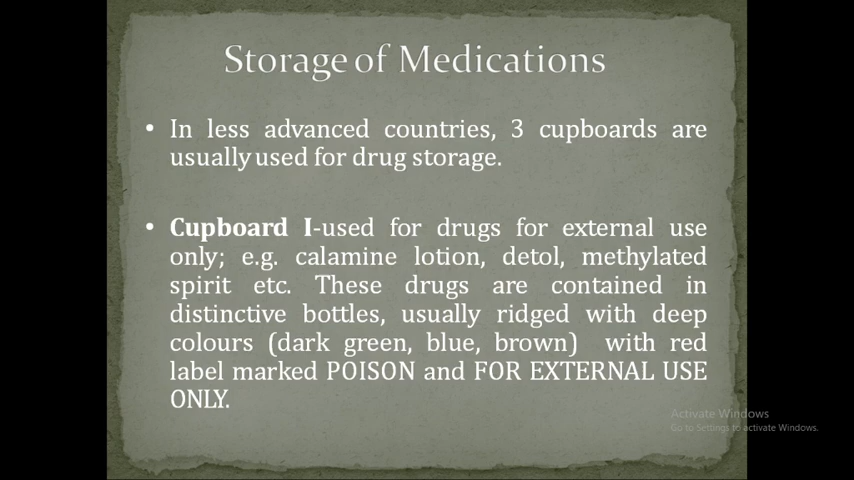 Storage of Medications
• In less advanced countries, 3 cupboards are
usually used for drug storage.
• Cupboard I-used for drugs for external use
only; e.g. calamine lotion, detol, methylated
spirit etc. These drugs are contained in
distinctive bottles, usually ridged with deep
colours (dark green, blue, brown) with red
label marked POISON and FOR EXTERNAL USE
ONLY.
Activate Windows
Go to Settings to activate Windows.